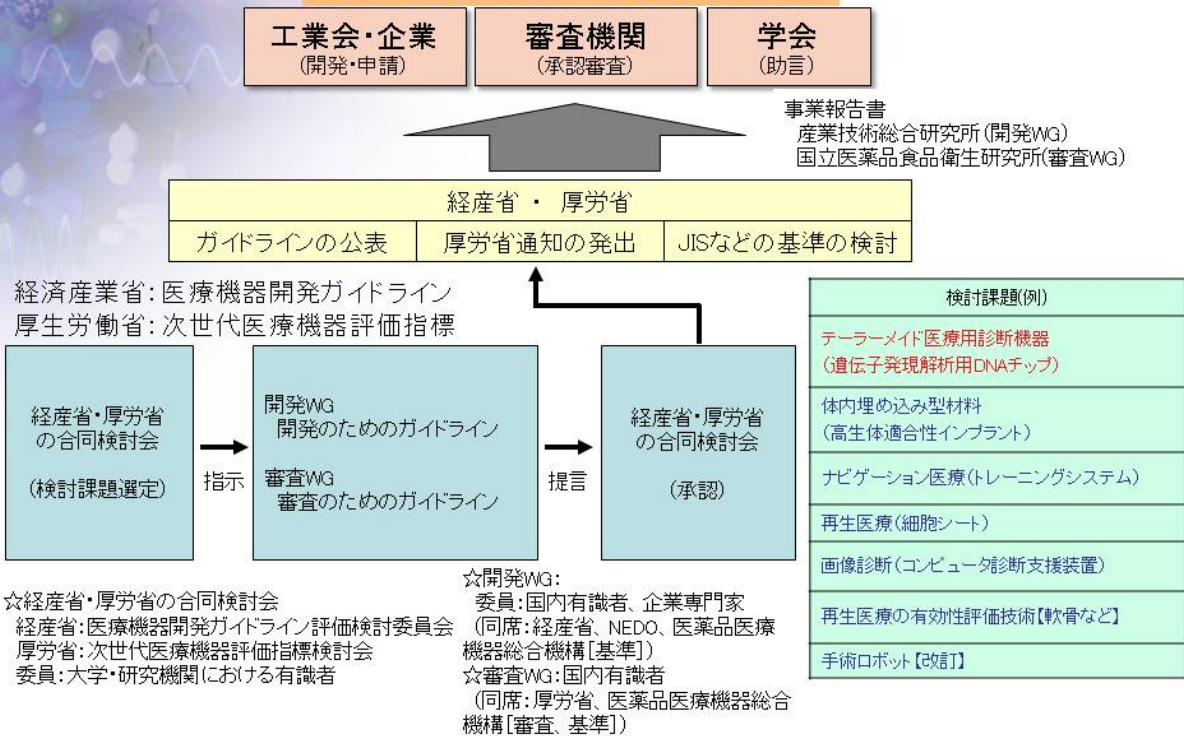 工業会・企業
(開発・申請)
審査機関
(承認審査)
学会
(助言)
事業報告書
産業技術総合研究所(開発WG)
国立医薬品食品衛生研究所(審査WG)
経産省 ・ 厚労省
ガイドラインの公表
厚労省通知の発出
JISなどの基準の検討
経済産業省:医療機器開発ガイドライン
厚生労働省:次世代医療機器評価指標
経産省・厚労省
の合同検討会
(検討課題選定)
指示
開発WG
開発のためのガイドライン
審査WG
審査のためのガイドライン
提言
経産省・厚労省
の合同検討会
(承認)
検討課題(例)
テーラーメイド医療用診断機器
(遺伝子発現解析用DNAチップ)
体内埋め込み型材料
(高生体適合性インプラント)
ナビゲーション医療(トレーニングシステム)
再生医療(細胞シート)
画像診断(コンピュータ診断支援装置)
再生医療の有効性評価技術【軟骨など】
手術ロボット【改訂】
☆経産省・厚労省の合同検討会
経産省:医療機器開発ガイドライン評価検討委員会
厚労省:次世代医療機器評価指標検討会
委員:大学・研究機関における有識者
☆開発WG:
委員:国内有識者、企業専門家
(同席:経産省、NEDO、医薬品医療
機器総合機構[基準])
☆審査WG:国内有識者
(同席:厚労省、医薬品医療機器総合
機構[審査、基準])